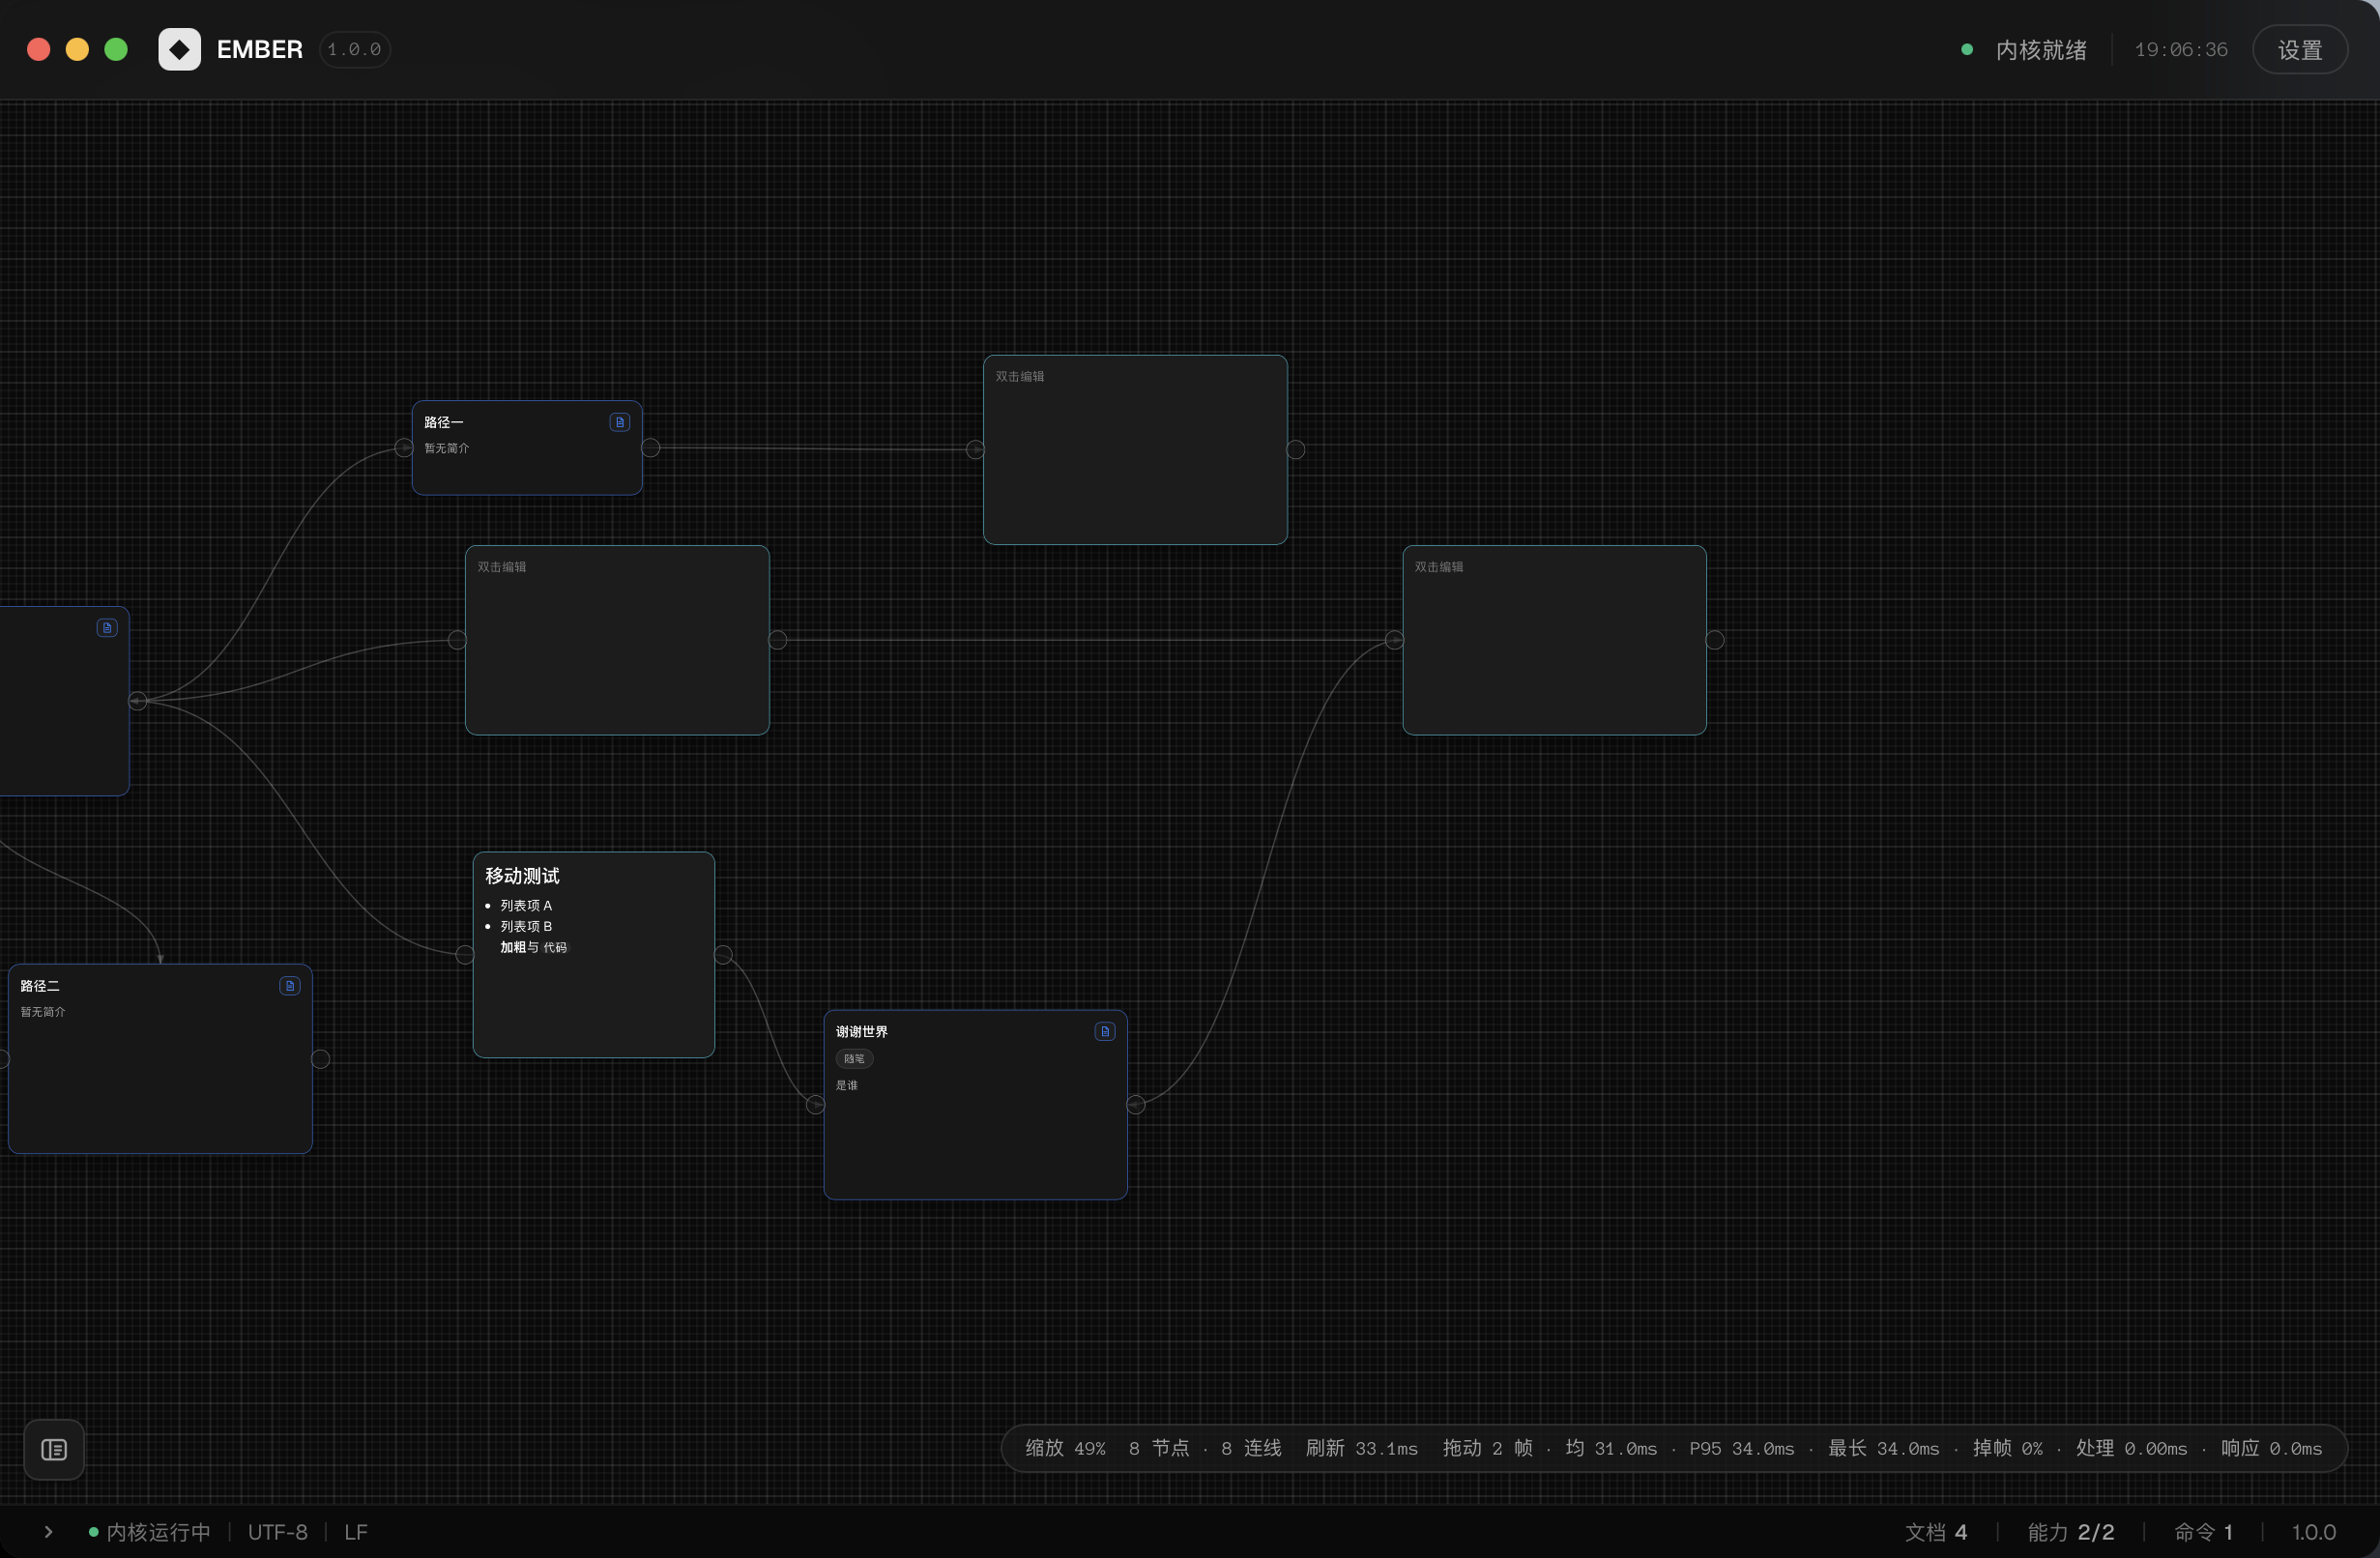 EMBER 1.0.0
内核就绪 19:06:36 设置
双击编辑
路径一
暂无简介
双击编辑
双击编辑
移动测试
列表项 A
列表项 B
加粗与 代码
路径二
暂无简介
谢谢世界
随笔
是谁
缩放 49% 8 节点 · 8 连线 刷新 33.1ms 拖动 2 帧 · 均 31.0ms · P95 34.0ms · 最长 34.0ms · 掉帧 0% · 处理 0.00ms · 响应 0.0ms
内核运行中 UTF-8 LF
文档 4 能力 2/2 命令 1 1.0.0